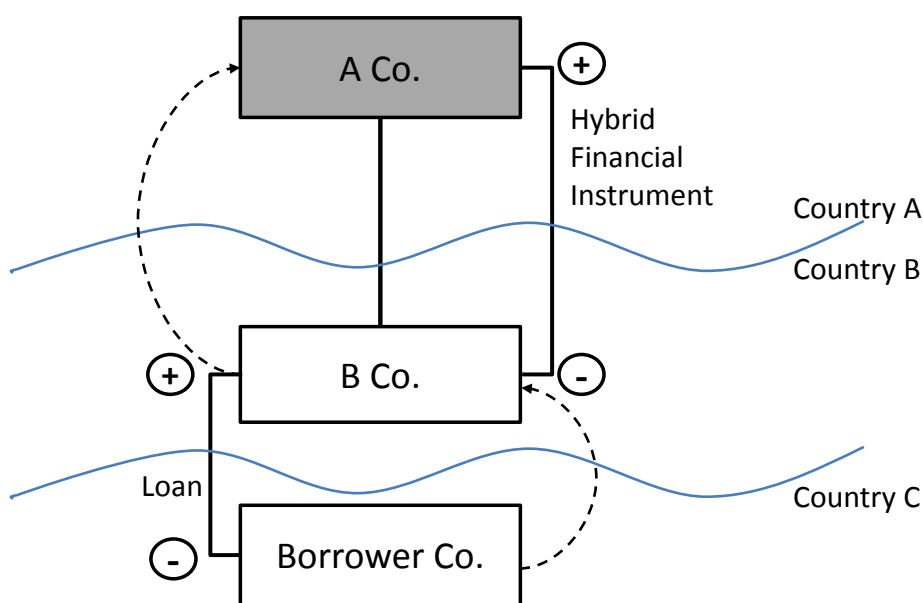 A Co.
+
Hybrid
Financial
Instrument
Country A
Country B
+
B Co.
-
Loan
Country C
-
Borrower Co.